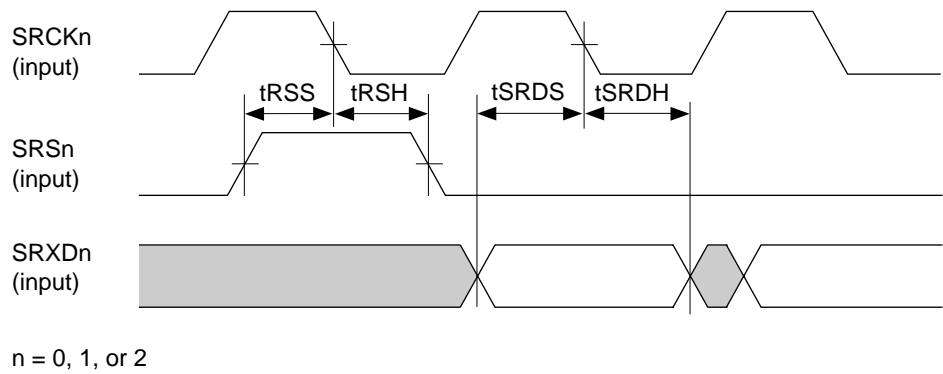 SRCKn
(input)
tRSS tRSH tSRDS tSRDH
SRSn
(input)
SRXDn
(input)
n = 0, 1, or 2